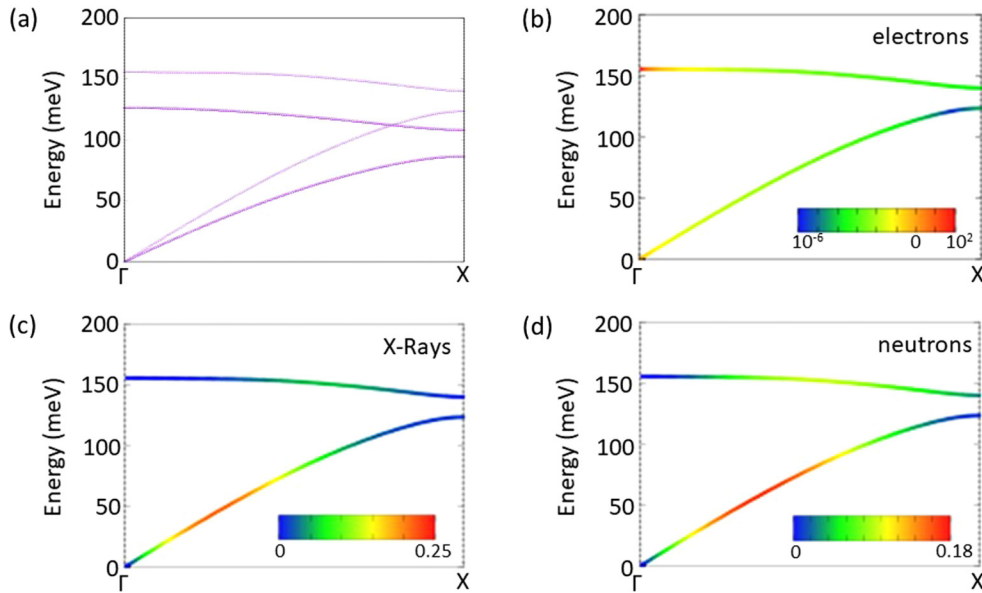 (a)
200
150
100
50
0
Energy (meV)
Γ
X
(b)
200
150
100
50
0
Energy (meV)
electrons
10-6
0
10²
Γ
X
(c)
200
150
100
50
0
Energy (meV)
X-Rays
0
0.25
Γ
X
(d)
200
150
100
50
0
Energy (meV)
neutrons
0
0.18
Γ
X